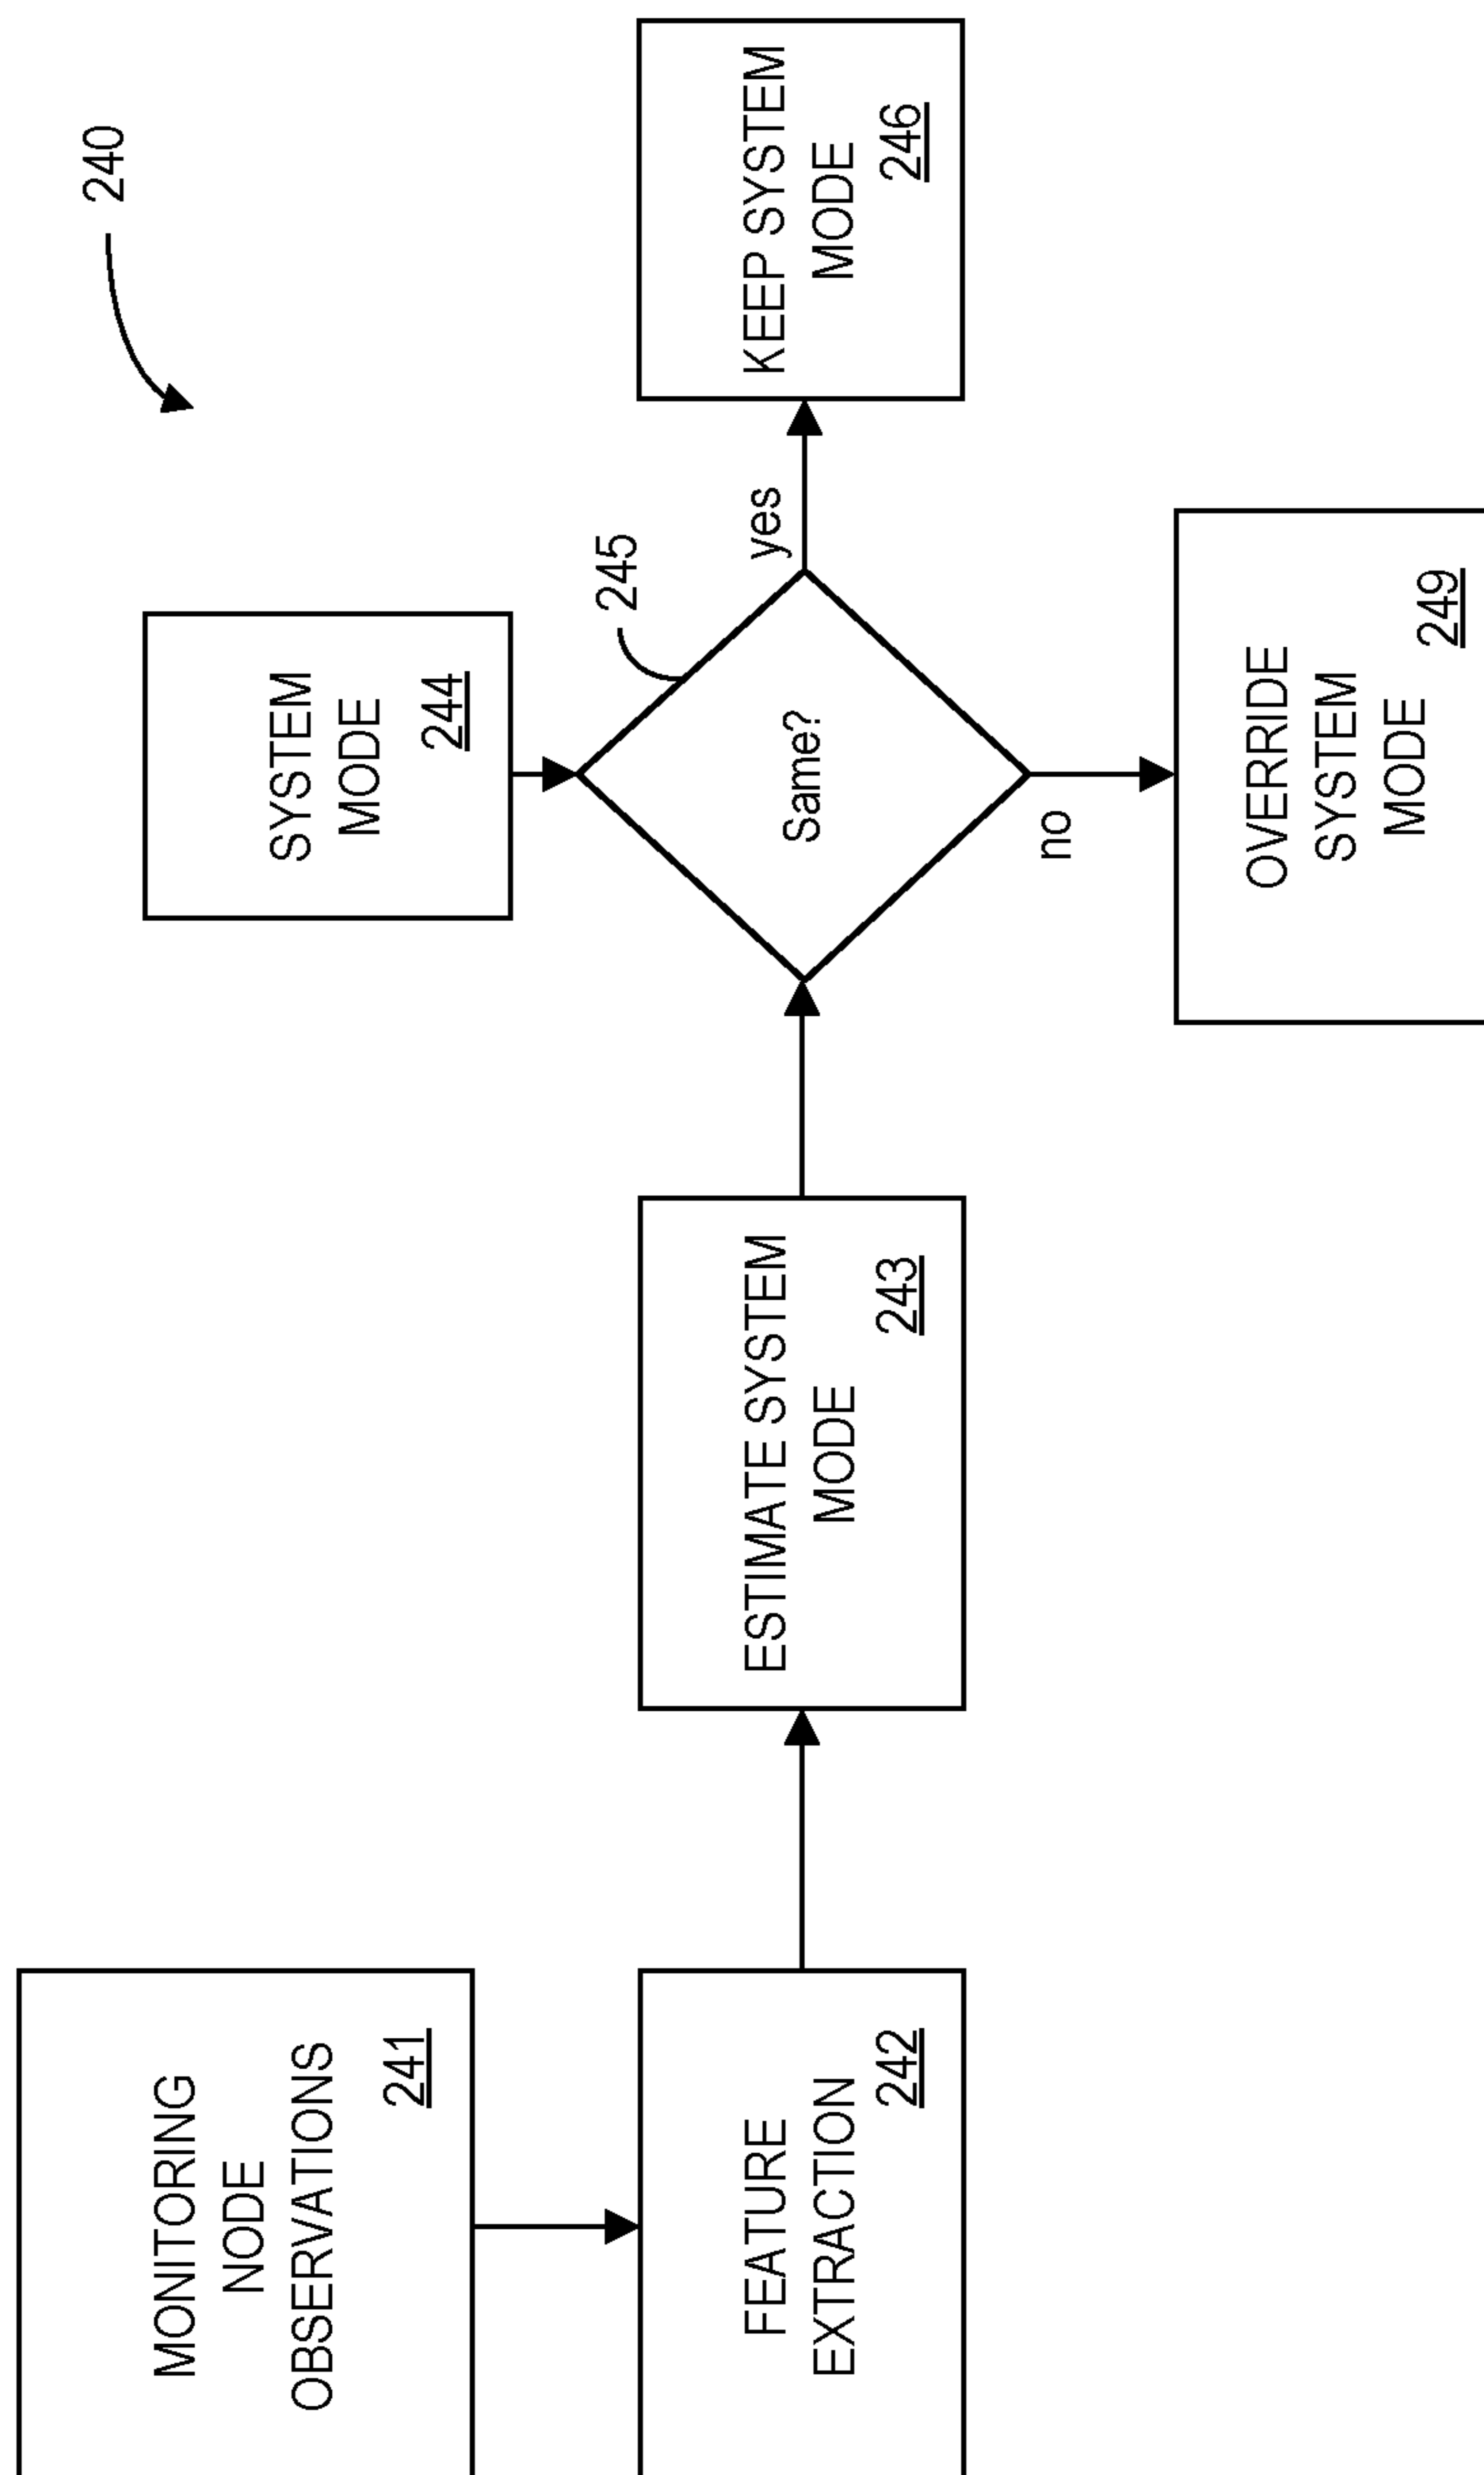 240
MONITORING
NODE
OBSERVATIONS
241
SYSTEM
MODE
244
245
FEATURE
EXTRACTION
242
ESTIMATE SYSTEM
MODE
243
Same?
yes
KEEP SYSTEM
MODE
246
no
OVERRIDE
SYSTEM
MODE
249